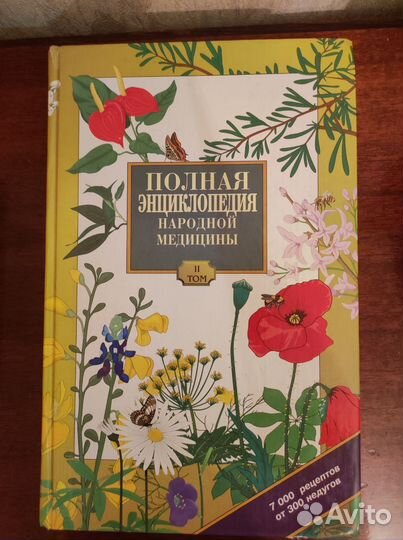 ПОЛНАЯ
ЭНЦИКЛОПЕДИЯ
НАРОДНОЙ
МЕДИЦИНЫ
II
ТОМ
7 000 рецептов
от 300 недугов
Avito